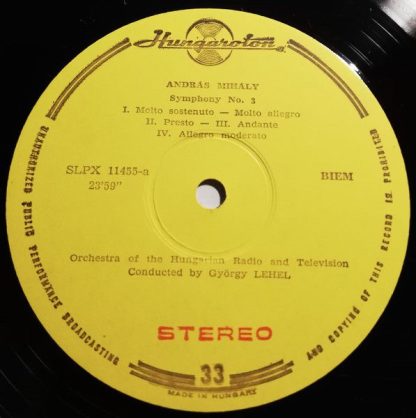 Hungaroton
ANDRÁS MIHÁLY
Symphony No. 3
I. Molto sostenuto — Molto allegro
II. Presto — III. Andante
IV. Allegro moderato
SLPX 11455-a
23'59"
BIEM
Orchestra of the Hungarian Radio and Television
Conducted by György LEHEL
STEREO
33
MADE IN HUNGARY
UNAUTHORIZED PUBLIC PERFORMANCE BROADCASTING
AND COPYING OF THIS RECORD IS PROHIBITED